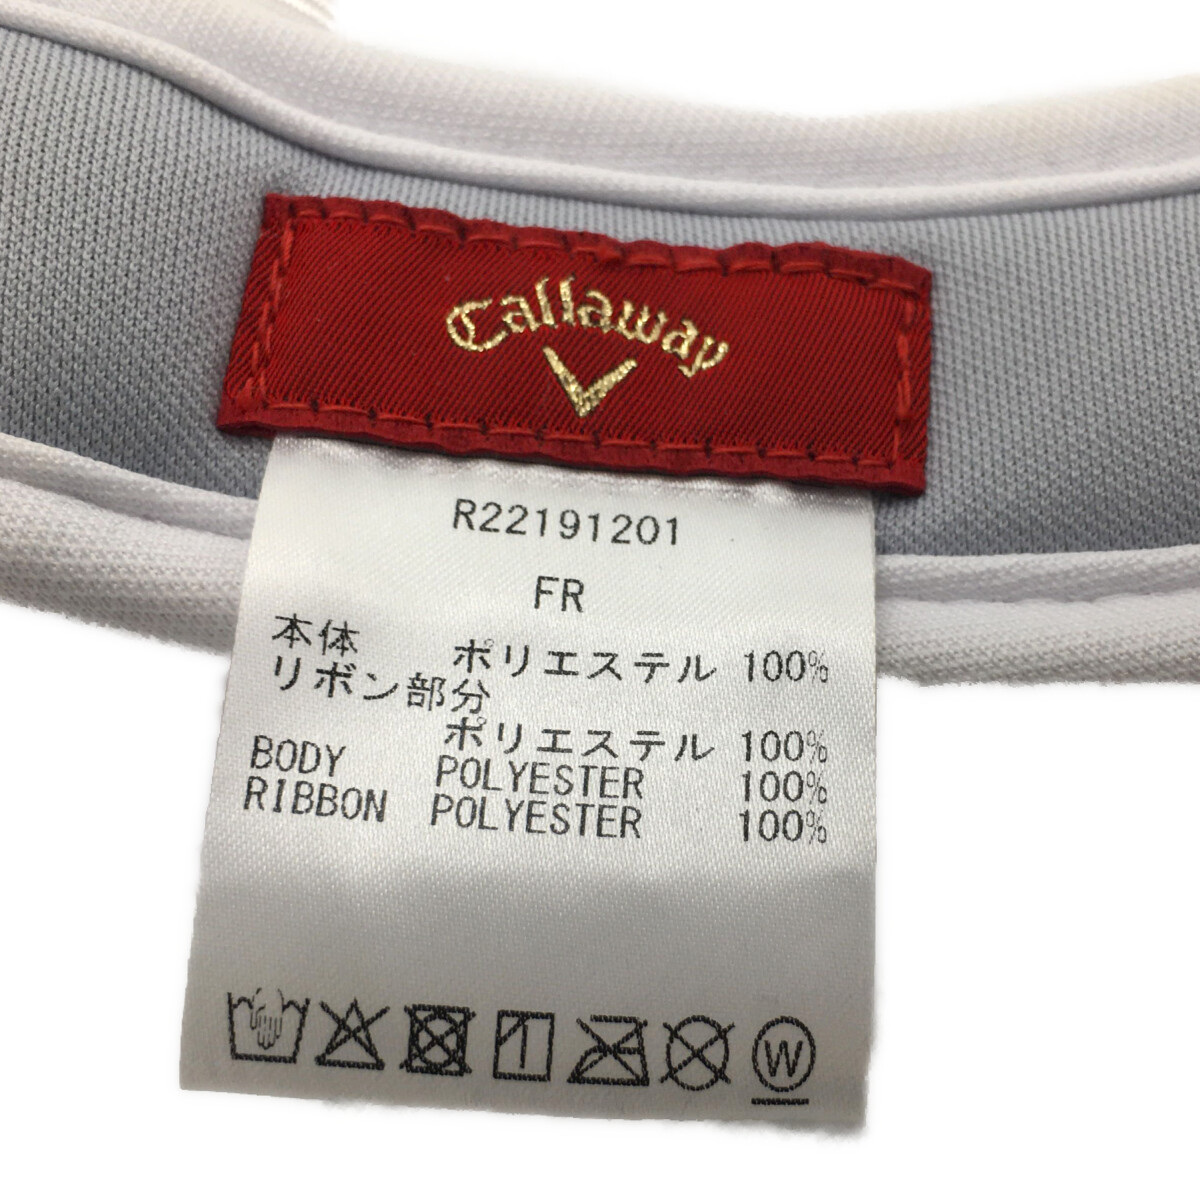 Callaway
R22191201
FR
本体 ポリエステル 100%
リボン部分
ポリエステル 100%
BODY POLYESTER 100%
RIBBON POLYESTER 100%
W